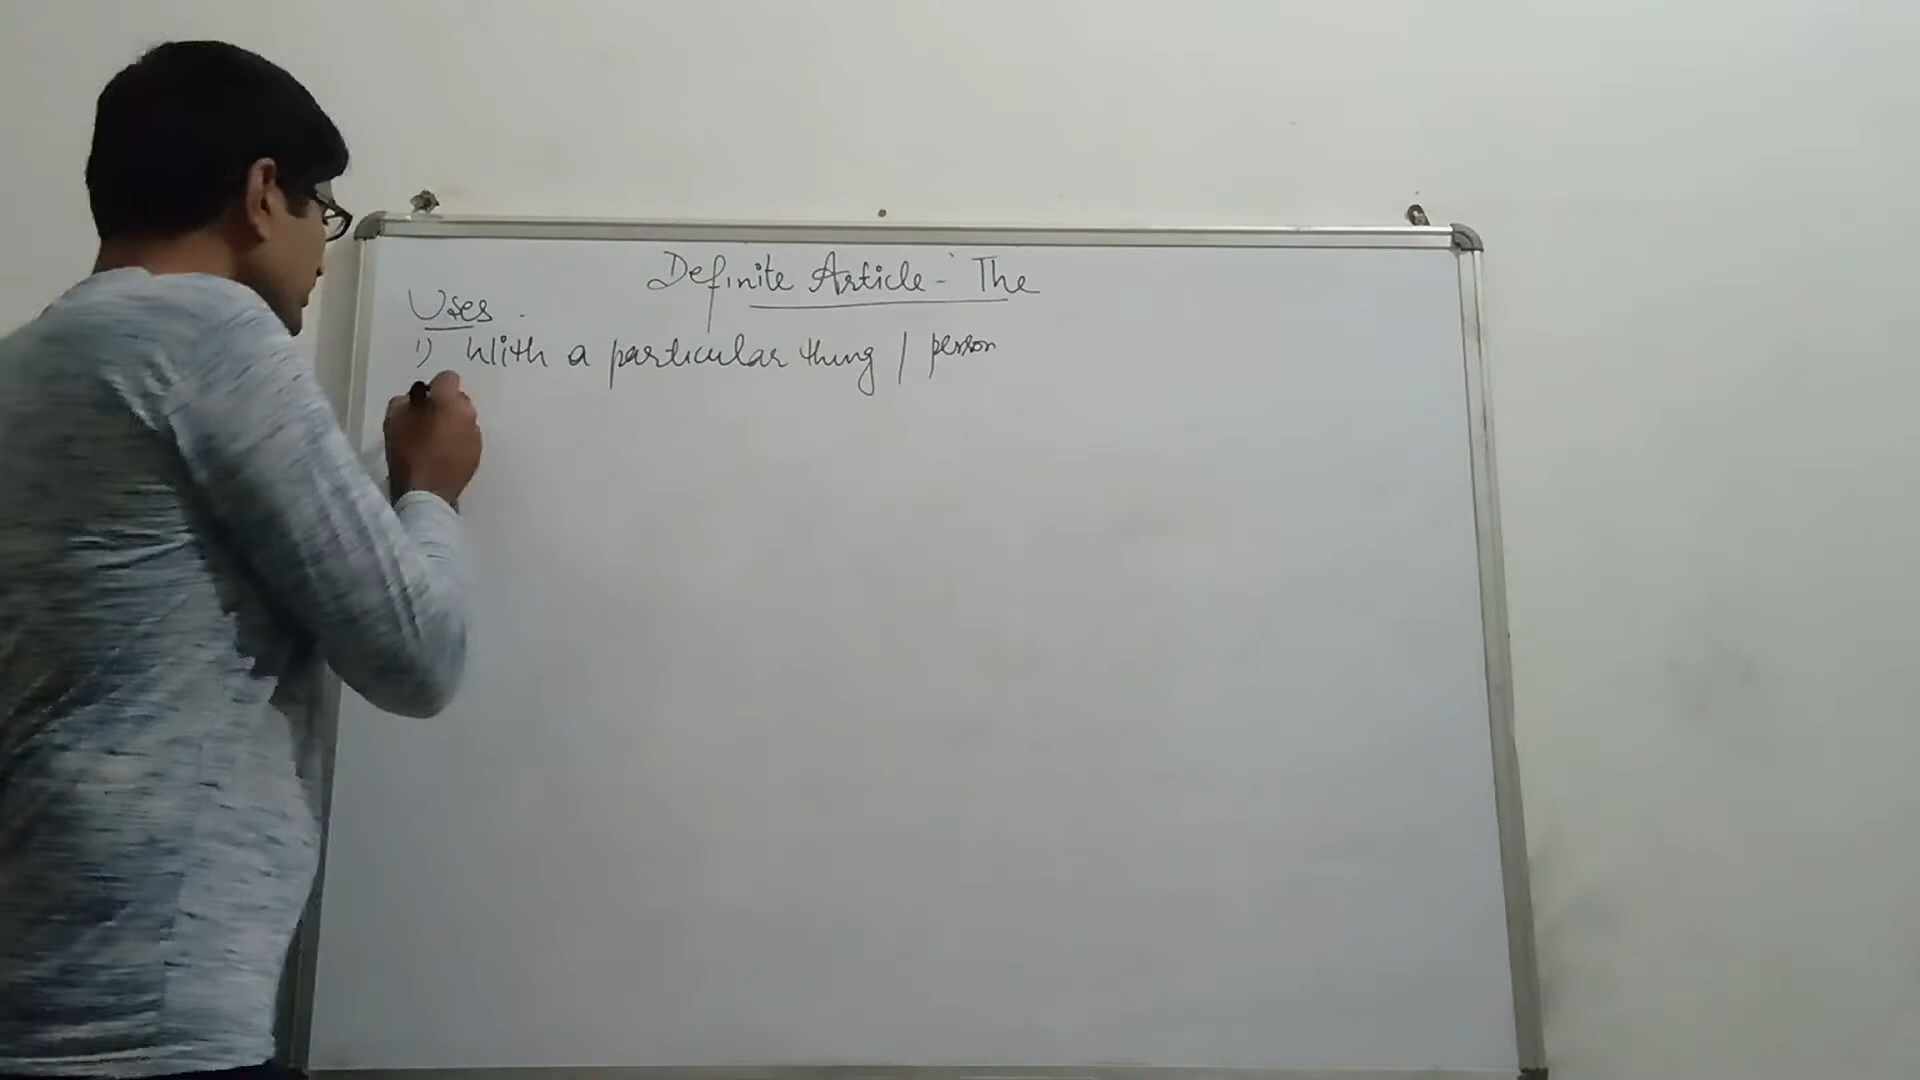 Definite Article - The
Uses
1) With a particular thing / person